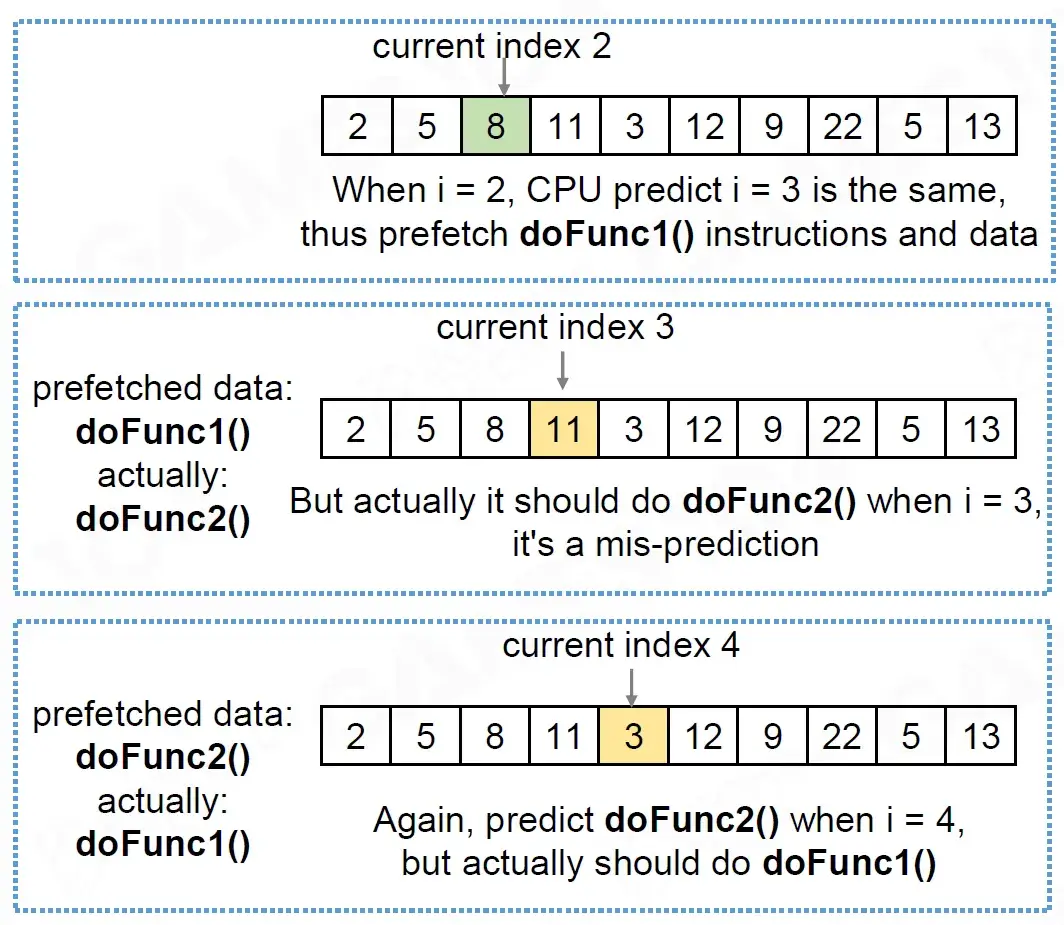 current index 2
2 5 8 11 3 12 9 22 5 13
When i = 2, CPU predict i = 3 is the same,
thus prefetch doFunc1() instructions and data
current index 3
prefetched data:
doFunc1()
actually:
doFunc2()
2 5 8 11 3 12 9 22 5 13
But actually it should do doFunc2() when i = 3,
it's a mis-prediction
current index 4
prefetched data:
doFunc2()
actually:
doFunc1()
2 5 8 11 3 12 9 22 5 13
Again, predict doFunc2() when i = 4,
but actually should do doFunc1()